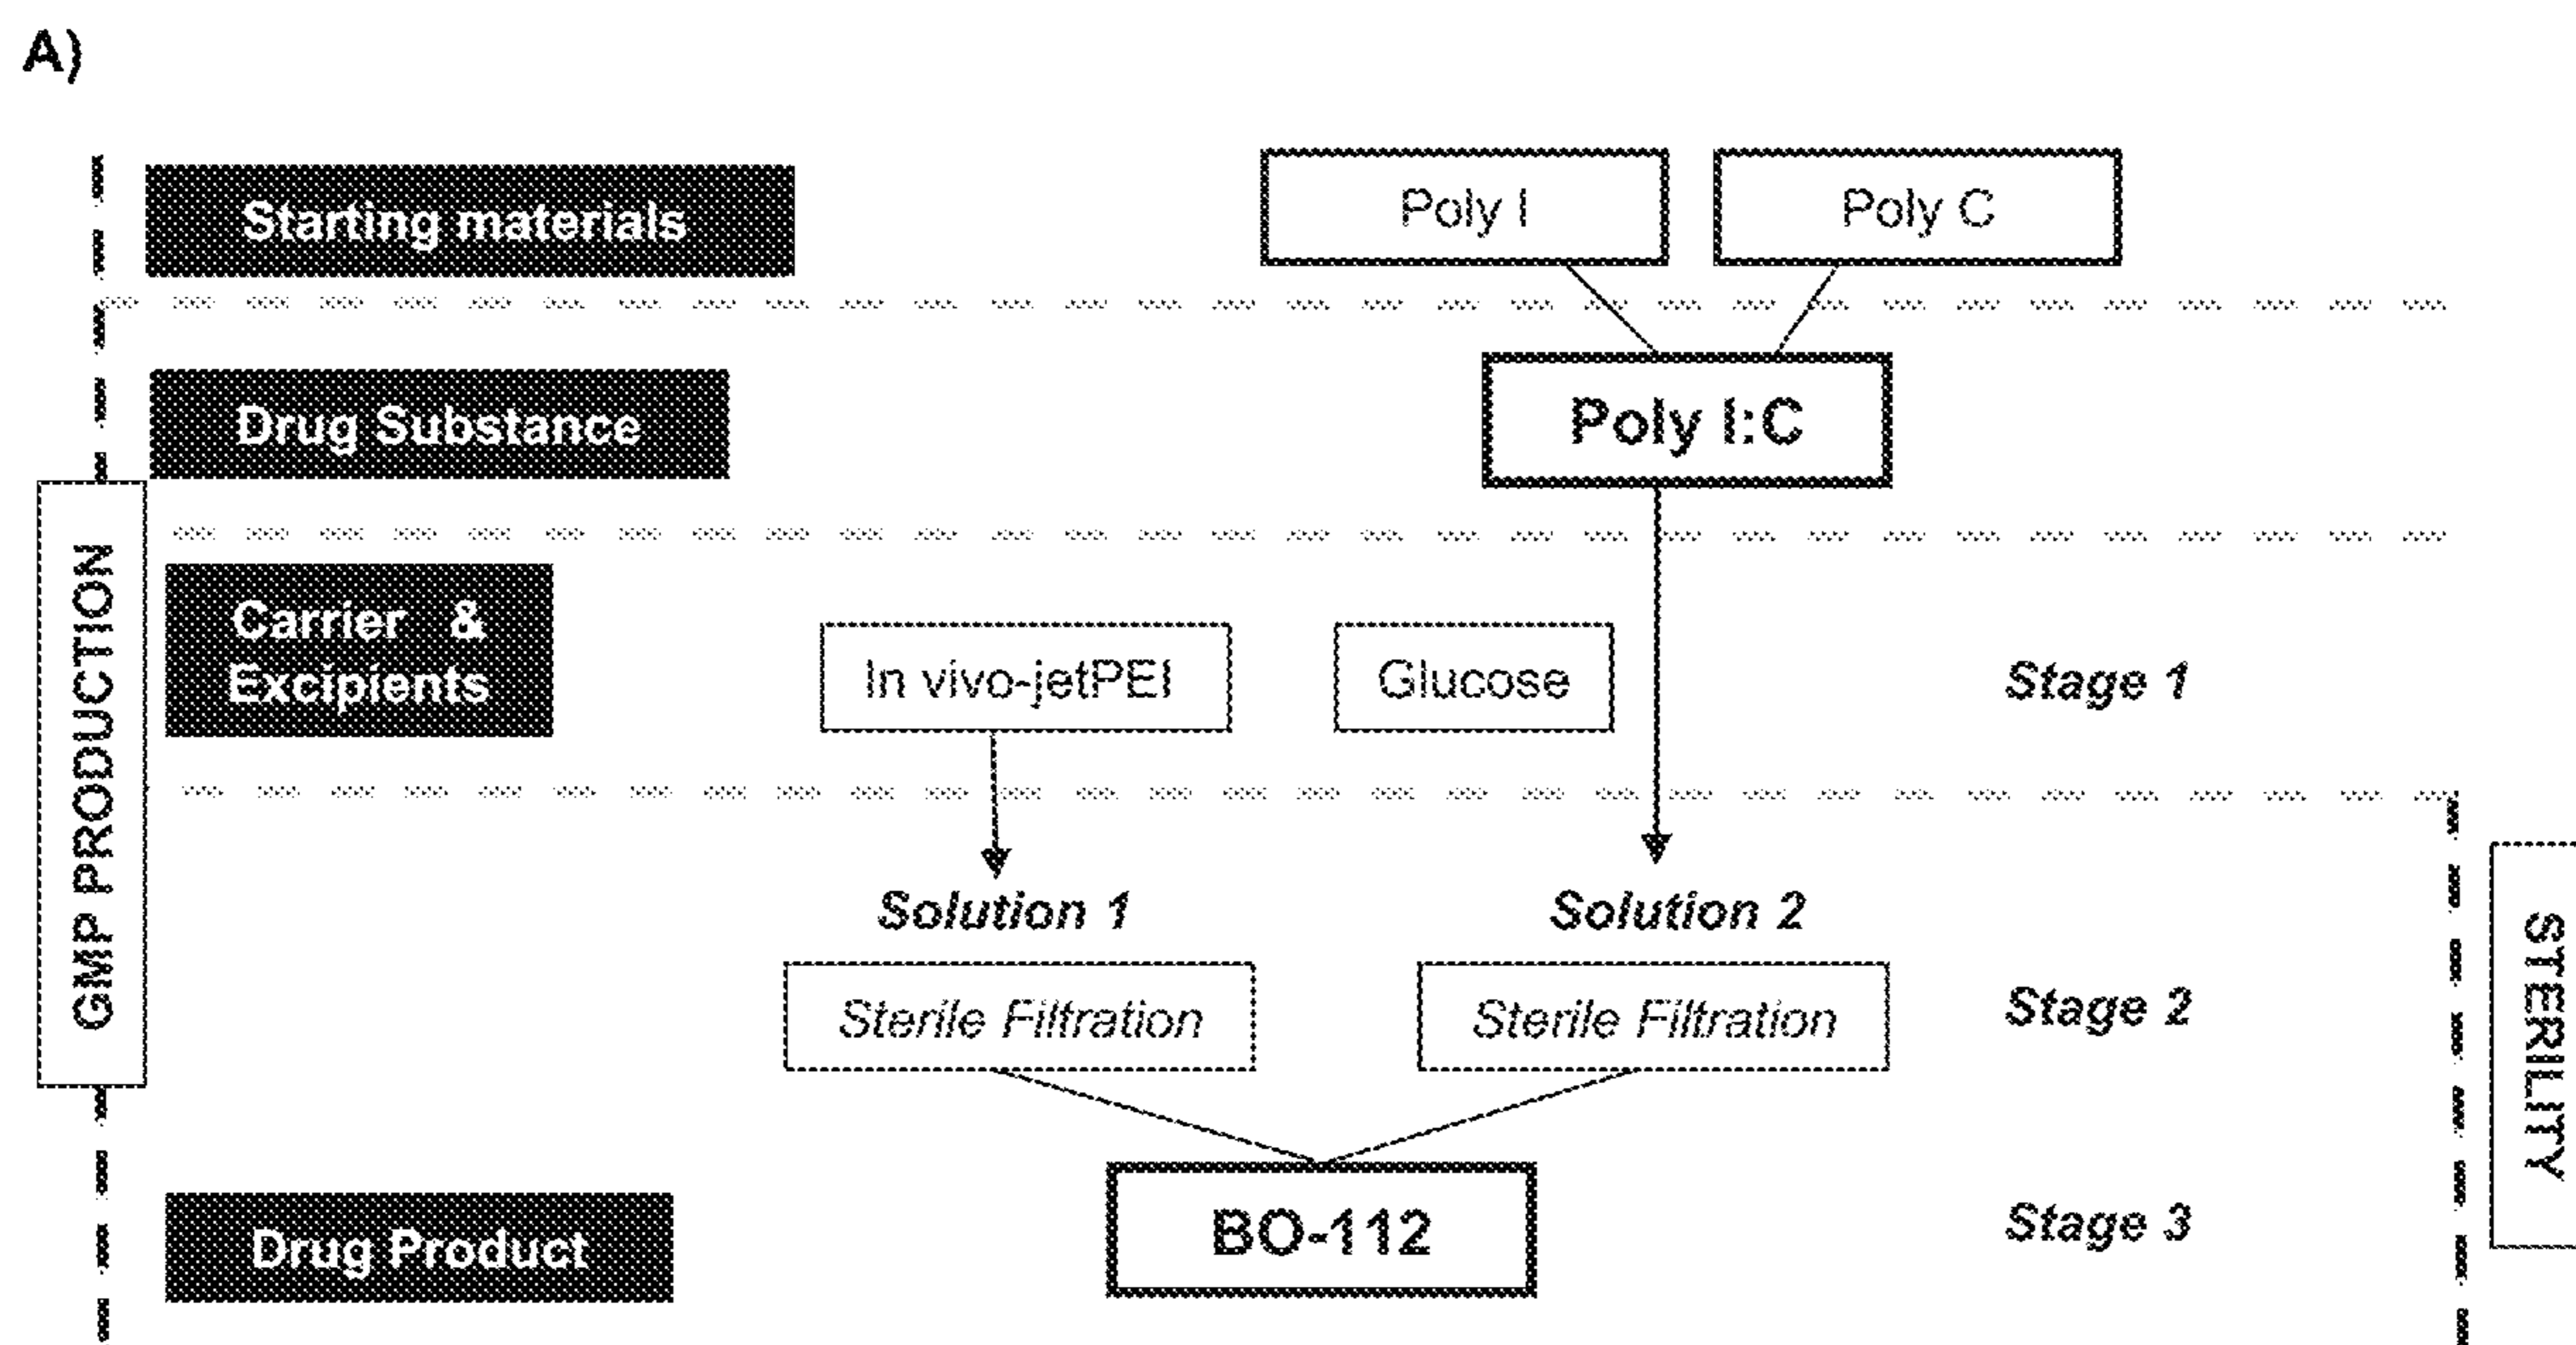 A)
Starting materials
Poly I
Poly C
Drug Substance
Poly I:C
GMP PRODUCTION
Carrier &
Excipients
In vivo-jetPEI
Glucose
Stage 1
Solution 1
Solution 2
Sterile Filtration
Sterile Filtration
Stage 2
STERILITY
Drug Product
BO-112
Stage 3